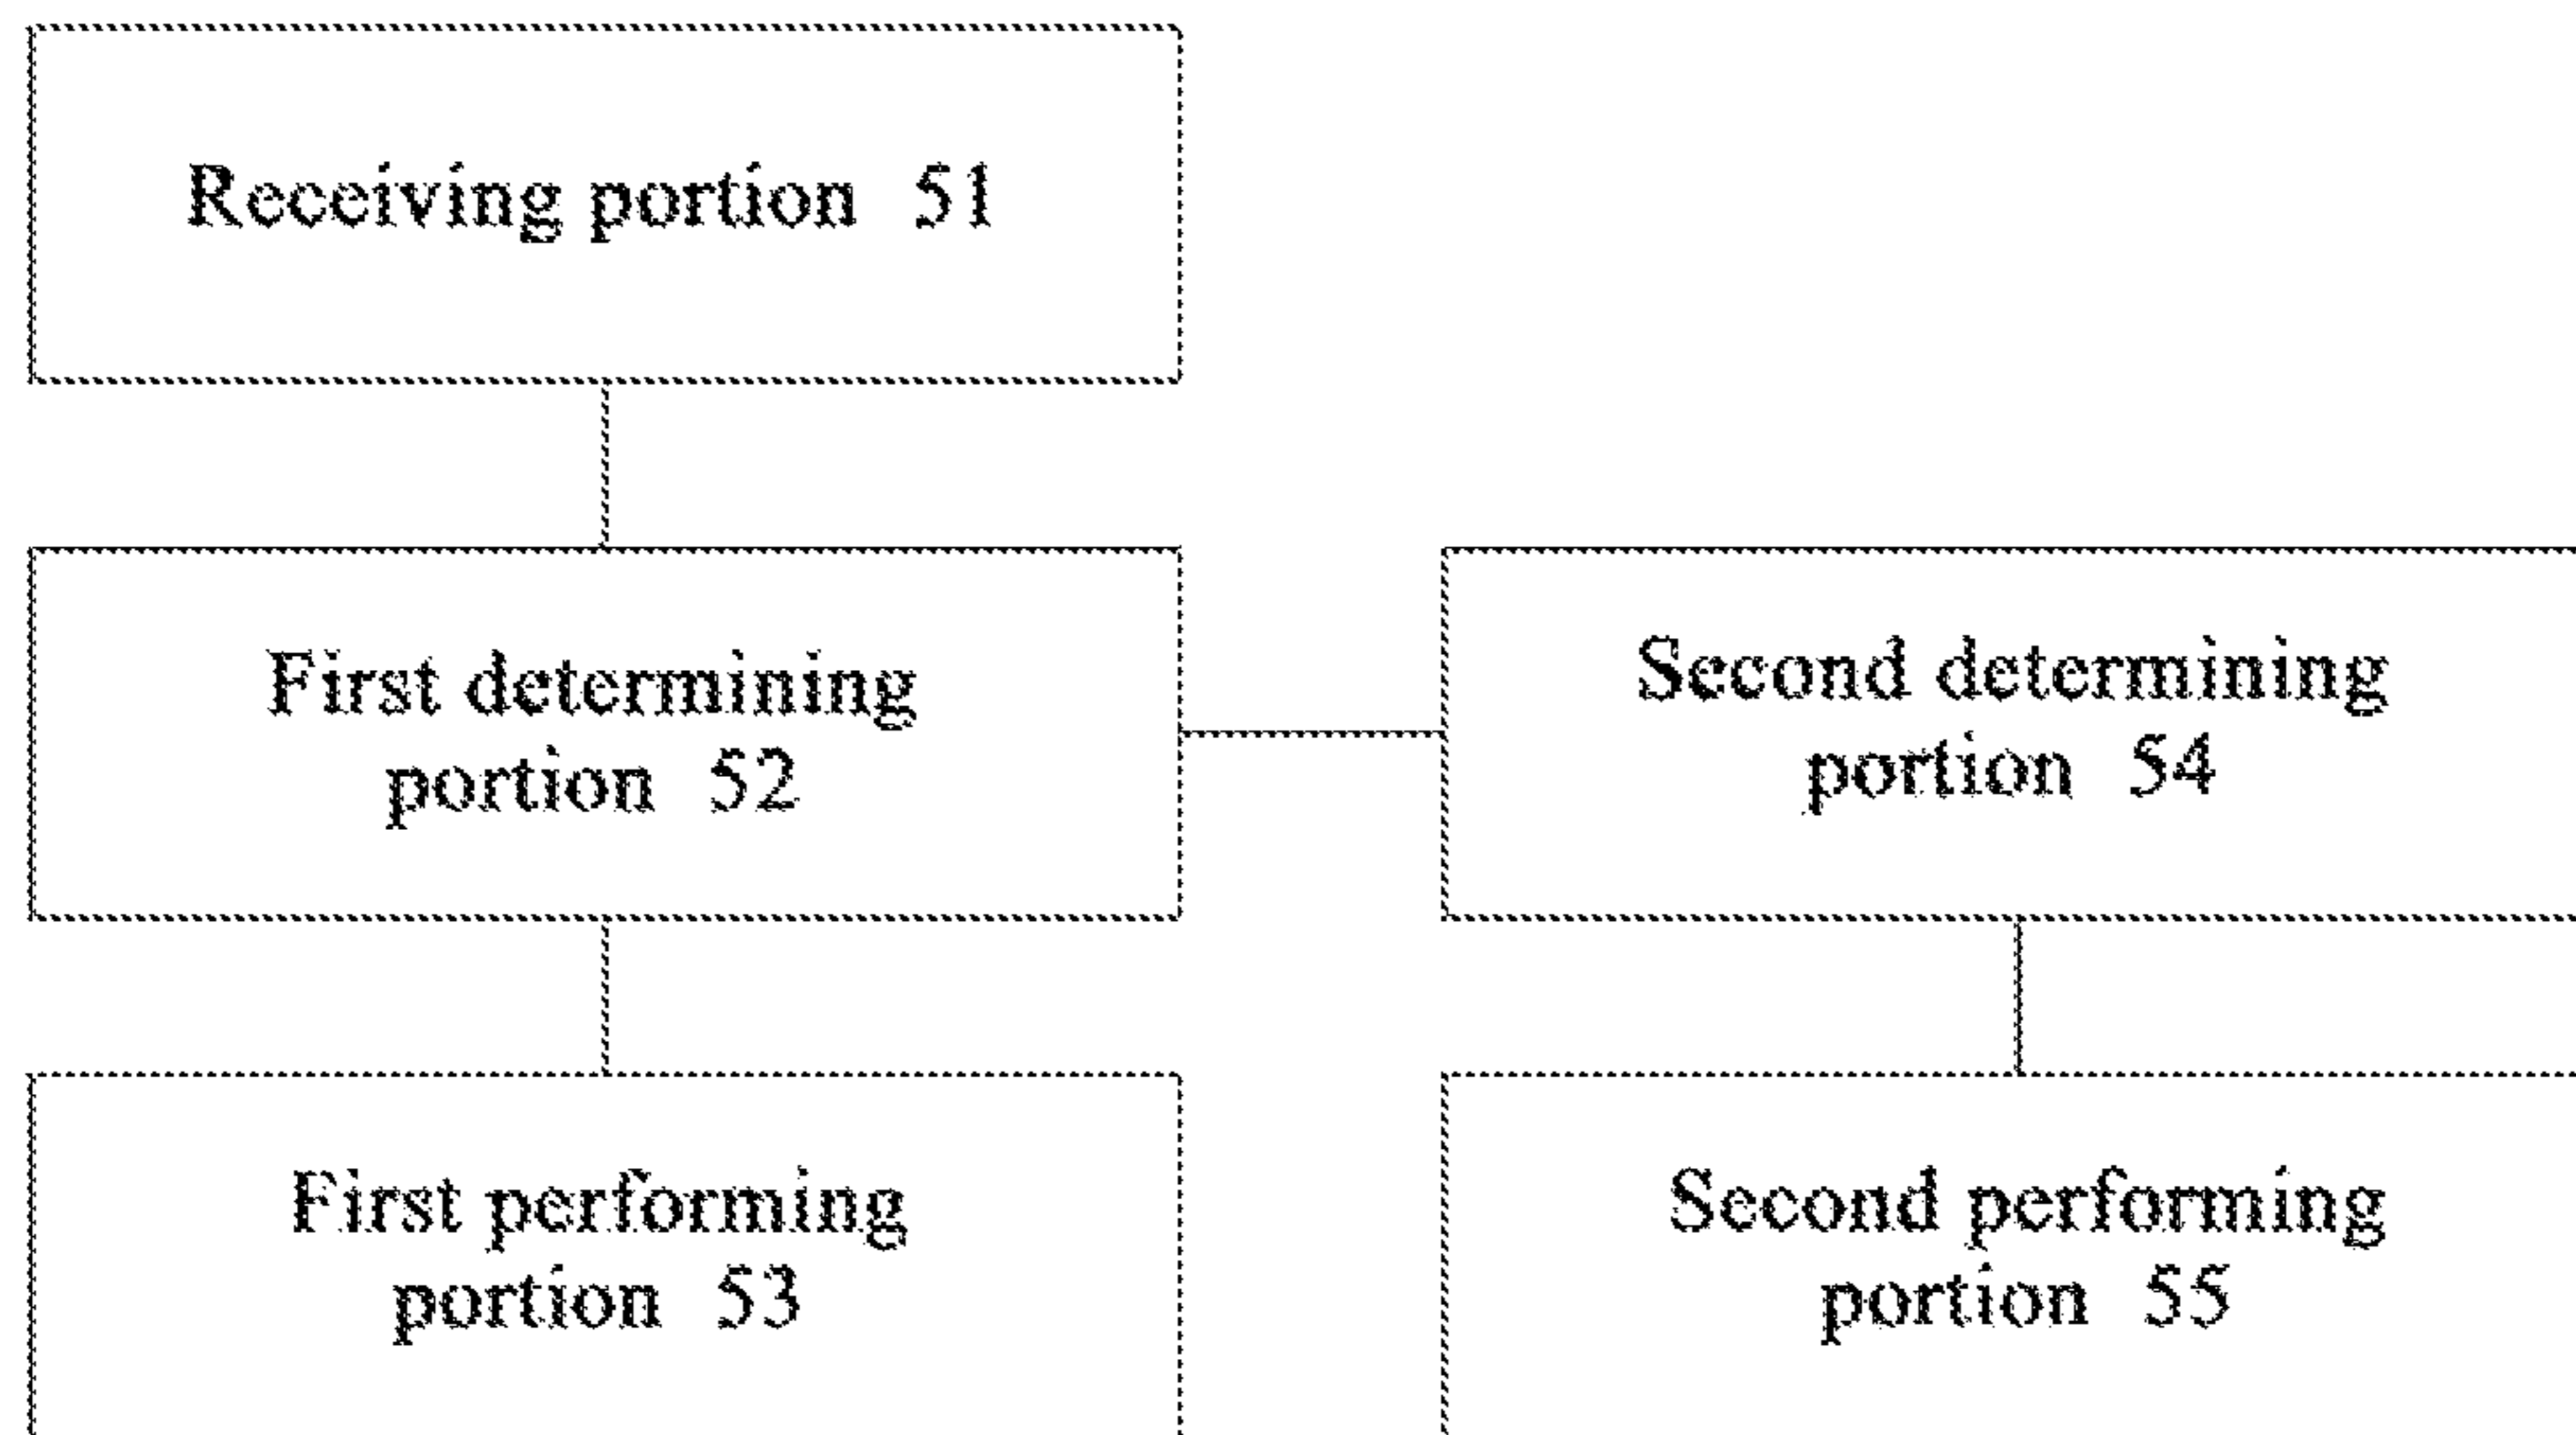 Receiving portion 51
First determining
portion 52
Second determining
portion 54
First performing
portion 53
Second performing
portion 55